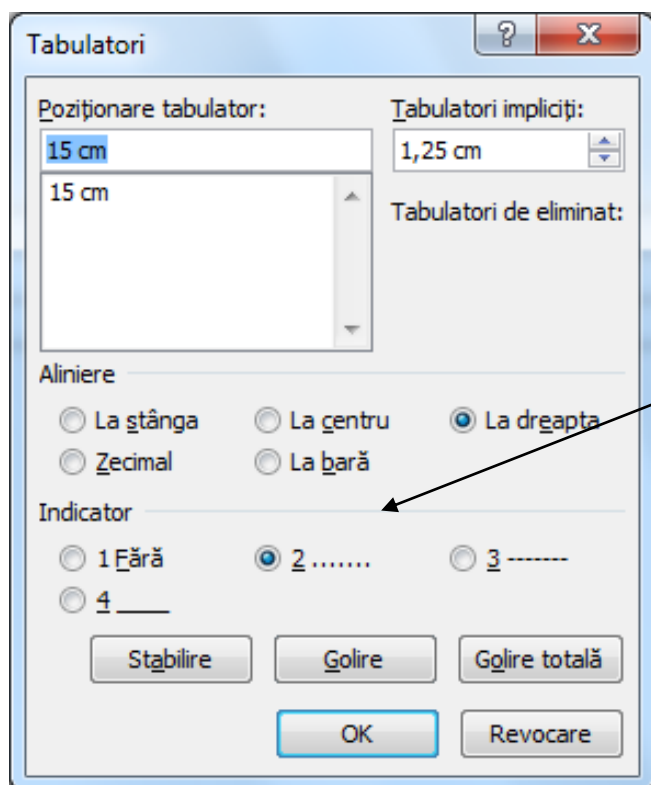 Tabulatori
Poziționare tabulator:
Tabulatori impliciți:
15 cm
1,25 cm
15 cm
Tabulatori de eliminat:
Aliniere
La stânga
La centru
La dreapta
Zecimal
La bară
Indicator
1 Fără
2 .......
3 -------
4 ____
Stabilire
Golire
Golire totală
OK
Revocare